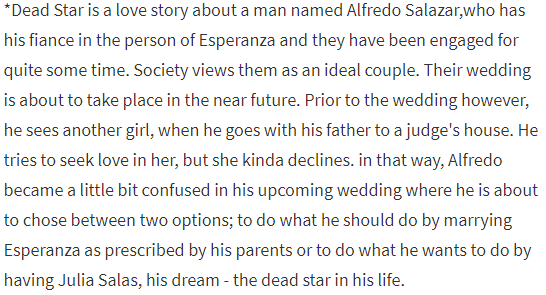 *Dead Star is a love story about a man named Alfredo Salazar,who has
his fiance in the person of Esperanza and they have been engaged for
quite some time. Society views them as an ideal couple. Their wedding
is about to take place in the near future. Prior to the wedding however,
he sees another girl, when he goes with his father to a judge's house. He
tries to seek love in her, but she kinda declines. in that way, Alfredo
became a little bit confused in his upcoming wedding where he is about
to chose between two options; to do what he should do by marrying
Esperanza as prescribed by his parents or to do what he wants to do by
having Julia Salas, his dream - the dead star in his life.